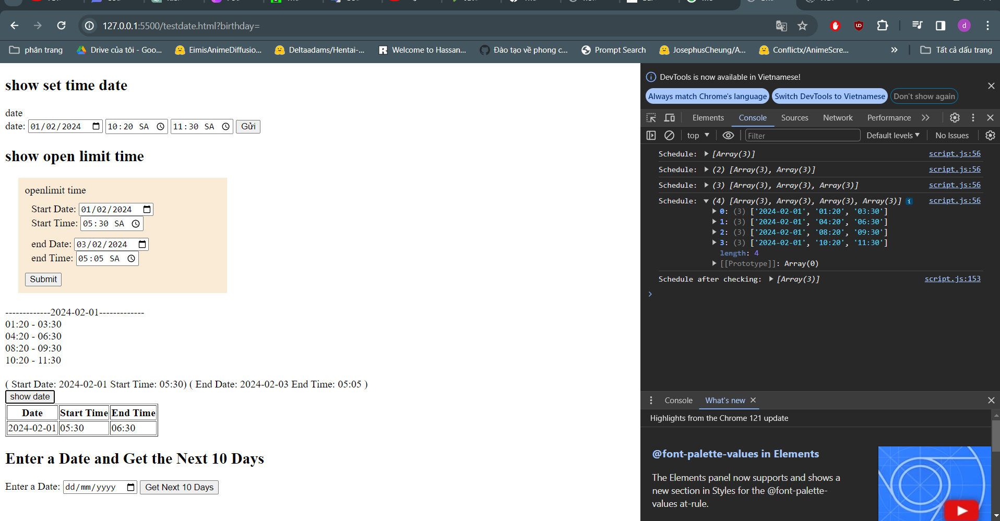 127.0.0.1:5500/testdate.html?birthday=
d
phân trang
Drive của tôi - Goo...
EimisAnimeDiffusio...
Deltaadams/Hentai-...
Welcome to Hassan...
Đào tạo về phong c...
Prompt Search
JosephusCheung/A...
Conflictx/AnimeScre...
Tất cả dấu trang
show set time date
date
date: 01/02/2024 10:20 SA 11:30 SA Gửi
show open limit time
openlimit time
Start Date: 01/02/2024
Start Time: 05:30 SA
end Date: 03/02/2024
end Time: 05:05 SA
Submit
-------------2024-02-01-------------
01:20 - 03:30
04:20 - 06:30
08:20 - 09:30
10:20 - 11:30
( Start Date: 2024-02-01 Start Time: 05:30) ( End Date: 2024-02-03 End Time: 05:05 )
show date
Date Start Time End Time
2024-02-01 05:30 06:30
Enter a Date and Get the Next 10 Days
Enter a Date: dd/mm/yyyy Get Next 10 Days
DevTools is now available in Vietnamese!
Always match Chrome's language Switch DevTools to Vietnamese Don't show again
Elements Console Sources Network Performance
top Filter Default levels No Issues
Schedule: [Array(3)] script.js:56
Schedule: (2) [Array(3), Array(3)] script.js:56
Schedule: (3) [Array(3), Array(3), Array(3)] script.js:56
Schedule: (4) [Array(3), Array(3), Array(3), Array(3)] i script.js:56
0: (3) ['2024-02-01', '01:20', '03:30']
1: (3) ['2024-02-01', '04:20', '06:30']
2: (3) ['2024-02-01', '08:20', '09:30']
3: (3) ['2024-02-01', '10:20', '11:30']
length: 4
[[Prototype]]: Array(0)
Schedule after checking: [Array(3)] script.js:153
Console What's new
Highlights from the Chrome 121 update
@font-palette-values in Elements
The Elements panel now supports and shows a
new section in Styles for the @font-palette-
values at-rule.